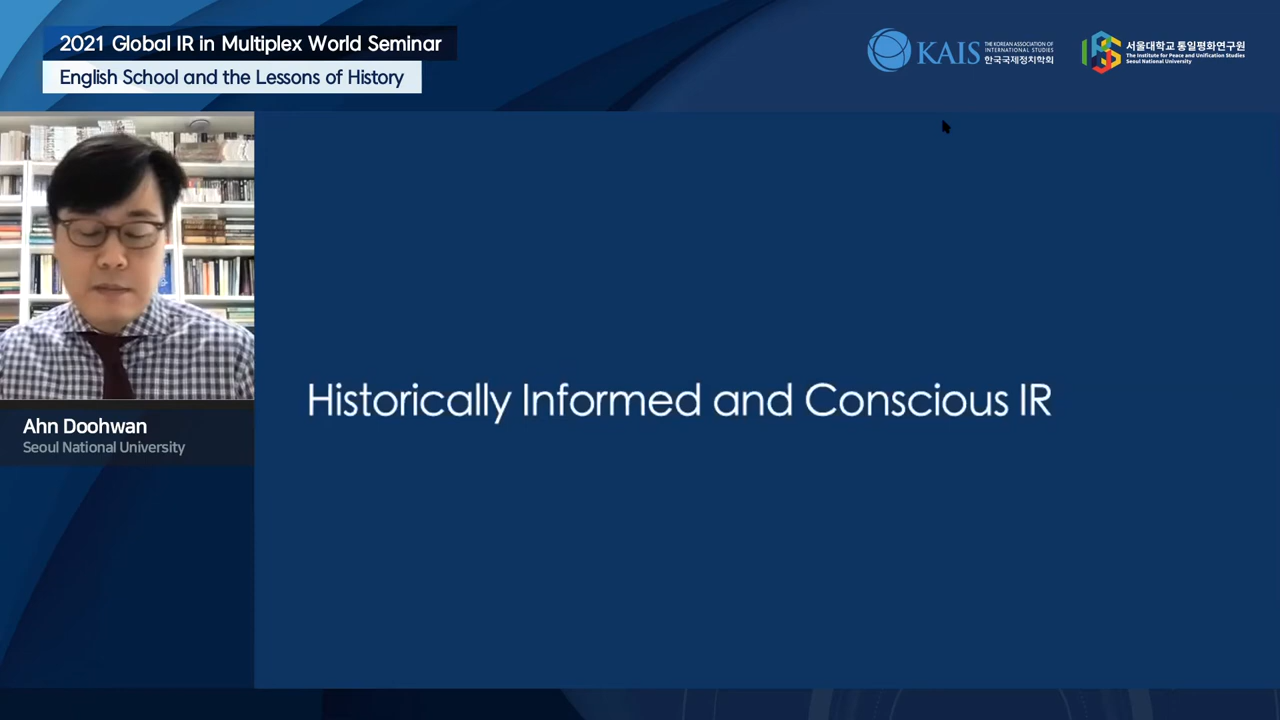 2021 Global IR in Multiplex World Seminar
English School and the Lessons of History
KAIS
THE KOREAN ASSOCIATION OF
INTERNATIONAL STUDIES
한국국제정치학회
서울대학교 통일평화연구원
The Institute for Peace and Unification Studies
Seoul National University
Historically Informed and Conscious IR
Ahn Doohwan
Seoul National University